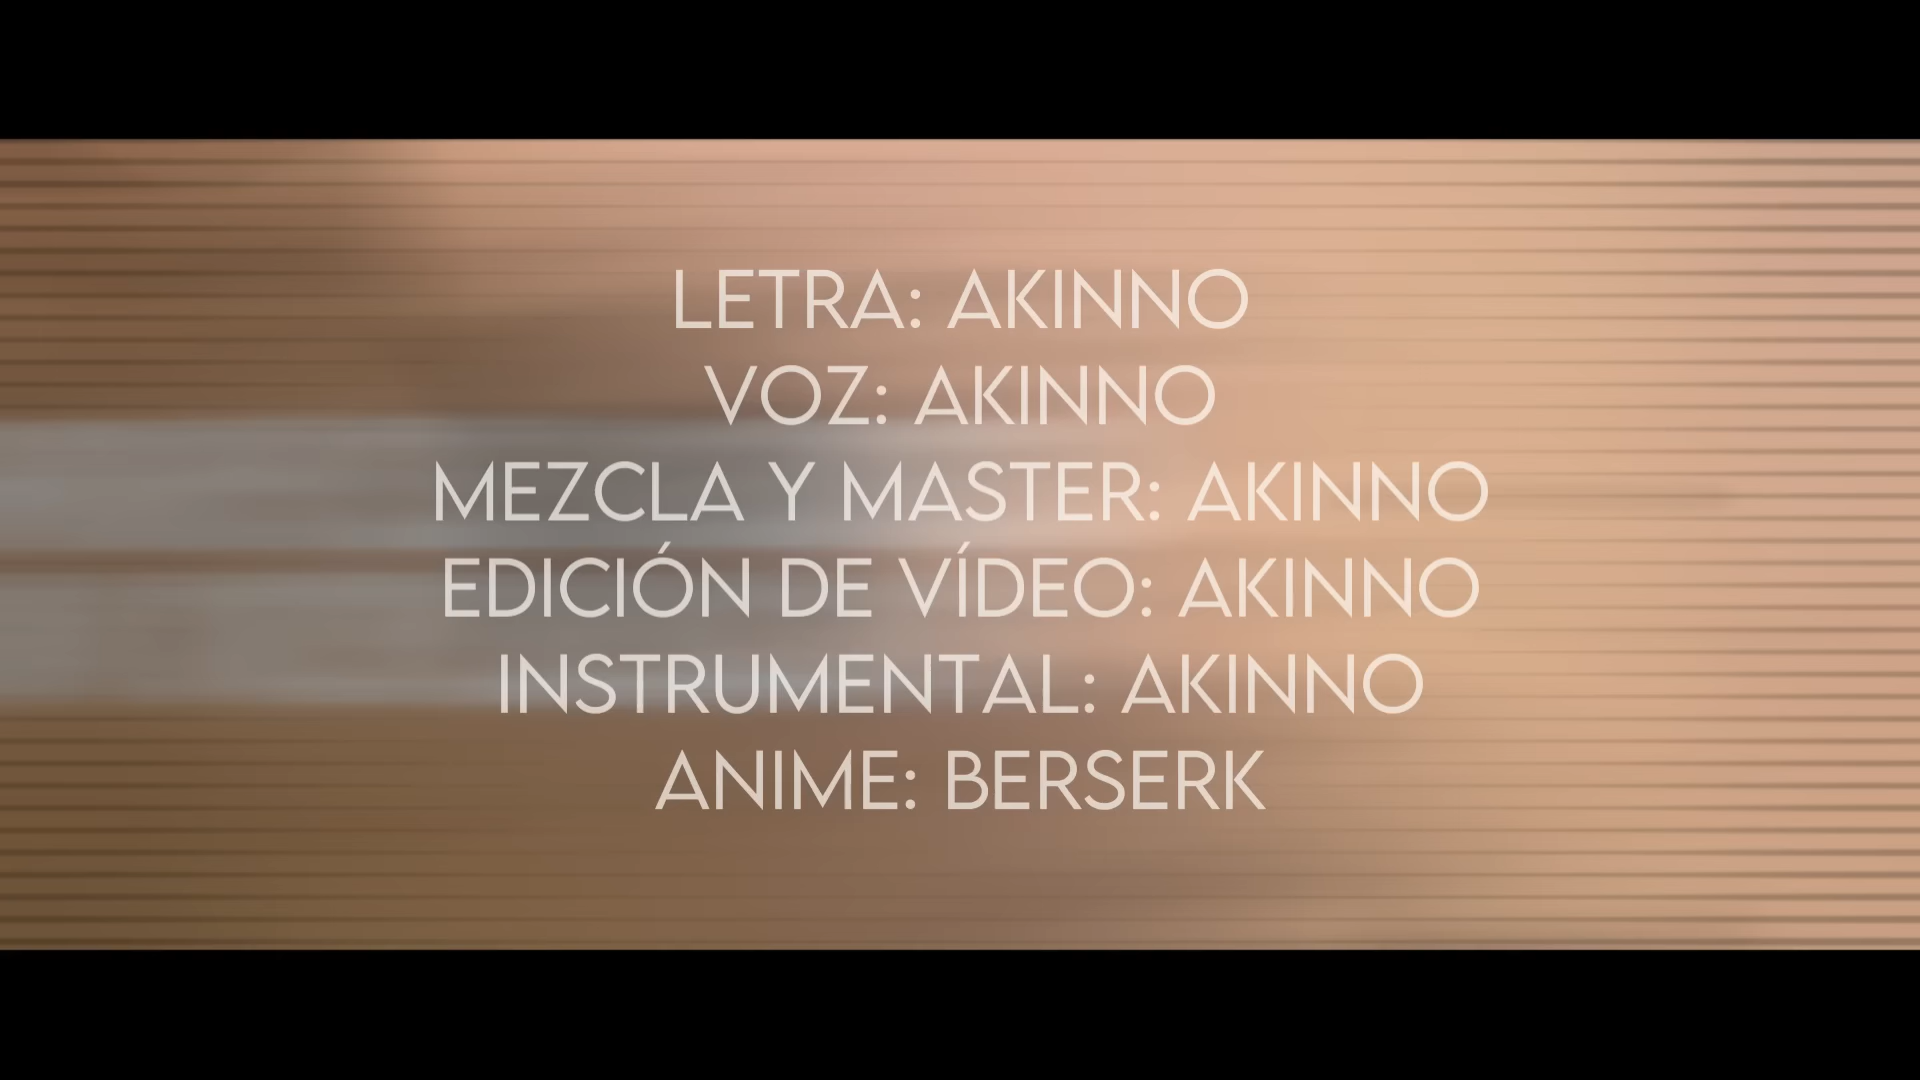 LETRA: AKINNO
VOZ: AKINNO
MEZCLA Y MASTER: AKINNO
EDICIÓN DE VÍDEO: AKINNO
INSTRUMENTAL: AKINNO
ANIME: BERSERK